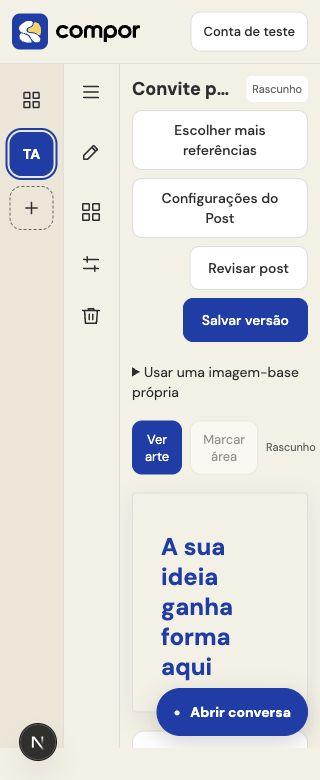 compor
Conta de teste
TA
Convite p...
Rascunho
Escolher mais
referências
Configurações do
Post
Revisar post
Salvar versão
Usar uma imagem-base
própria
Ver
arte
Marcar
área
Rascunho
A sua
ideia
ganha
forma
aqui
Abrir conversa
N